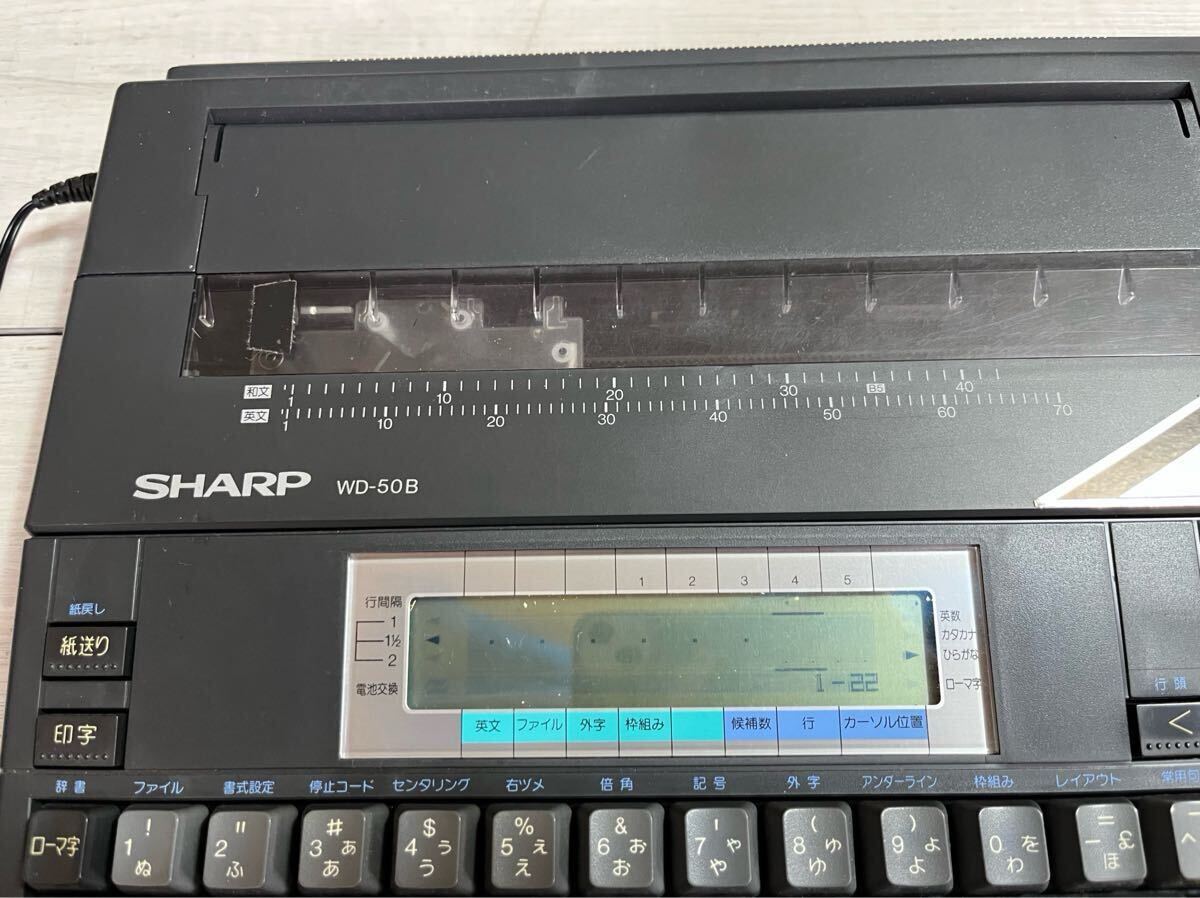 和文 1 10 20 30 B5 40
英文 1 10 20 30 40 50 60 70
SHARP WD-50B
1 2 3 4 5
行間隔
1
1½
2
電池交換
英数
カタカナ
ひらがな
ローマ字
1-22
英文 ファイル 外字 枠組み 候補数 行 カーソル位置
紙戻し
紙送り
印字
行頭
<
辞書 ファイル 書式設定 停止コード センタリング 右ヅメ 倍角 記号 外字 アンダーライン 枠組み レイアウト 常用
ローマ字
! 1 ぬ
" 2 ふ
# 3 ぁ あ
$ 4 ぅ う
% 5 ぇ え
& 6 ぉ お
' 7 ゃ や
( 8 ゅ ゆ
) 9 ょ よ
0 を わ
= - £ ほ
へ